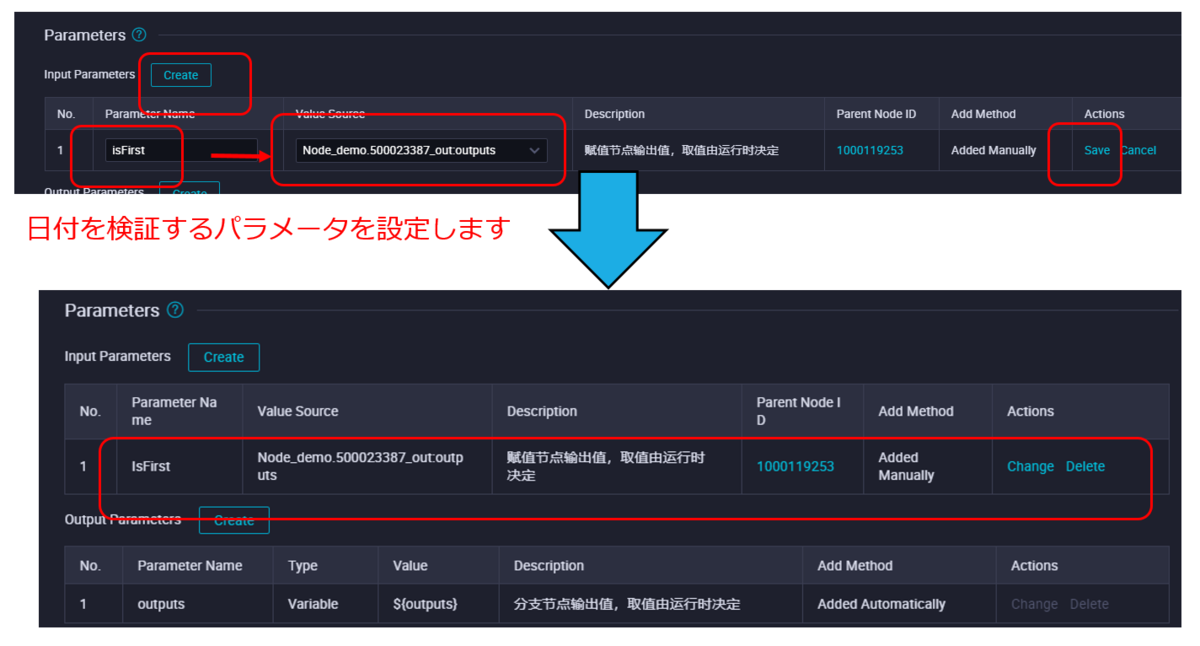 Parameters ?
Input Parameters Create
No. Parameter Name Value Source Description Parent Node ID Add Method Actions
1 isFirst Node_demo.500023387_out:outputs 赋值节点输出值，取值由运行时决定 1000119253 Added Manually Save Cancel
Output Parameters Create
日付を検証するパラメータを設定します
Parameters ?
Input Parameters Create
No. Parameter Na
me Value Source Description Parent Node I
D Add Method Actions
1 IsFirst Node_demo.500023387_out:outp
uts 赋值节点输出值，取值由运行时
决定 1000119253 Added
Manually Change Delete
Output Parameters Create
No. Parameter Name Type Value Description Add Method Actions
1 outputs Variable ${outputs} 分支节点输出值，取值由运行时决定 Added Automatically Change Delete